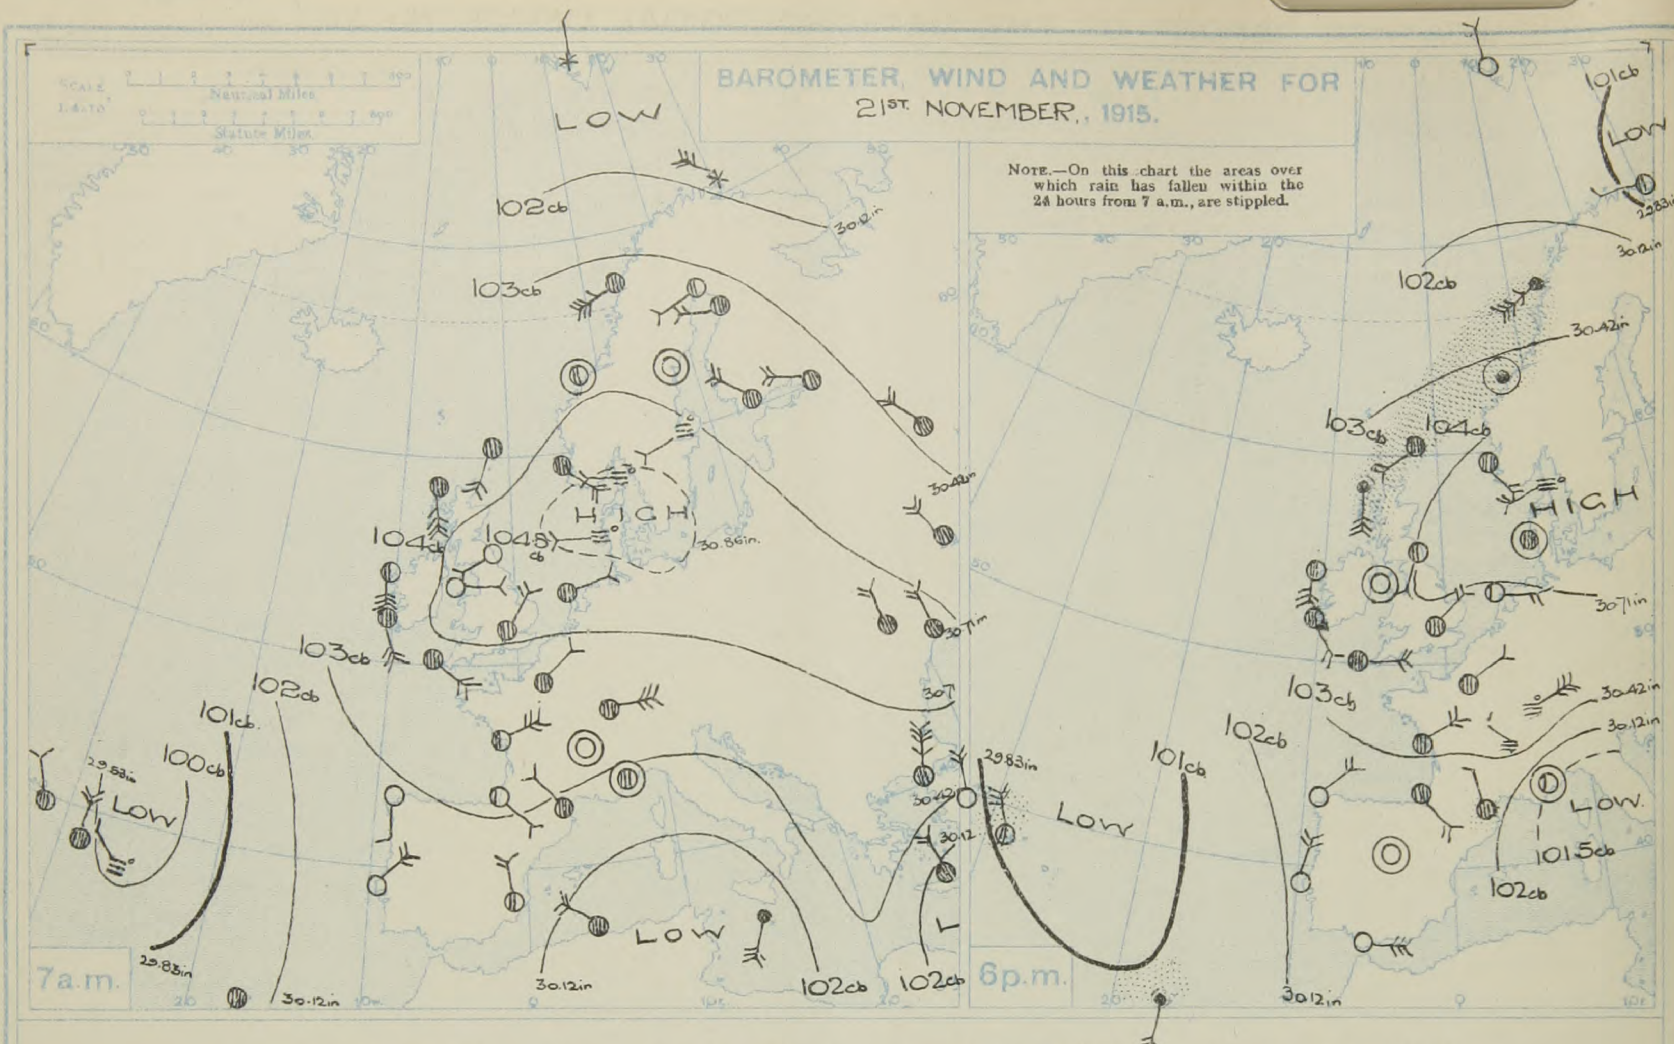 BAROMETER, WIND AND WEATHER FOR
21ST. NOVEMBER, 1915.
Nautical Miles
Statute Miles.
NOTE.—On this chart the areas over
which rain has fallen within the
24 hours from 7 a.m., are stippled.
LOW
102cb
30.12in
103cb
30.42in
HIGH
104cb
104.8
cb
30.86in.
30.71in
103cb
102cb
101cb.
100cb
29.53in
LOW
307
30.42
30.12
LOW
L
29.83in
30.12in
30.12in
102cb
102cb
7a.m.
101cb
LOW
29.83in
30.12in
102cb
30.42in
103cb
104cb
HIGH
30.71in
103cb
30.42in
30.12in
102cb
101cb
29.83in
LOW
LOW.
101.5cb
102cb
30.12in
6p.m.